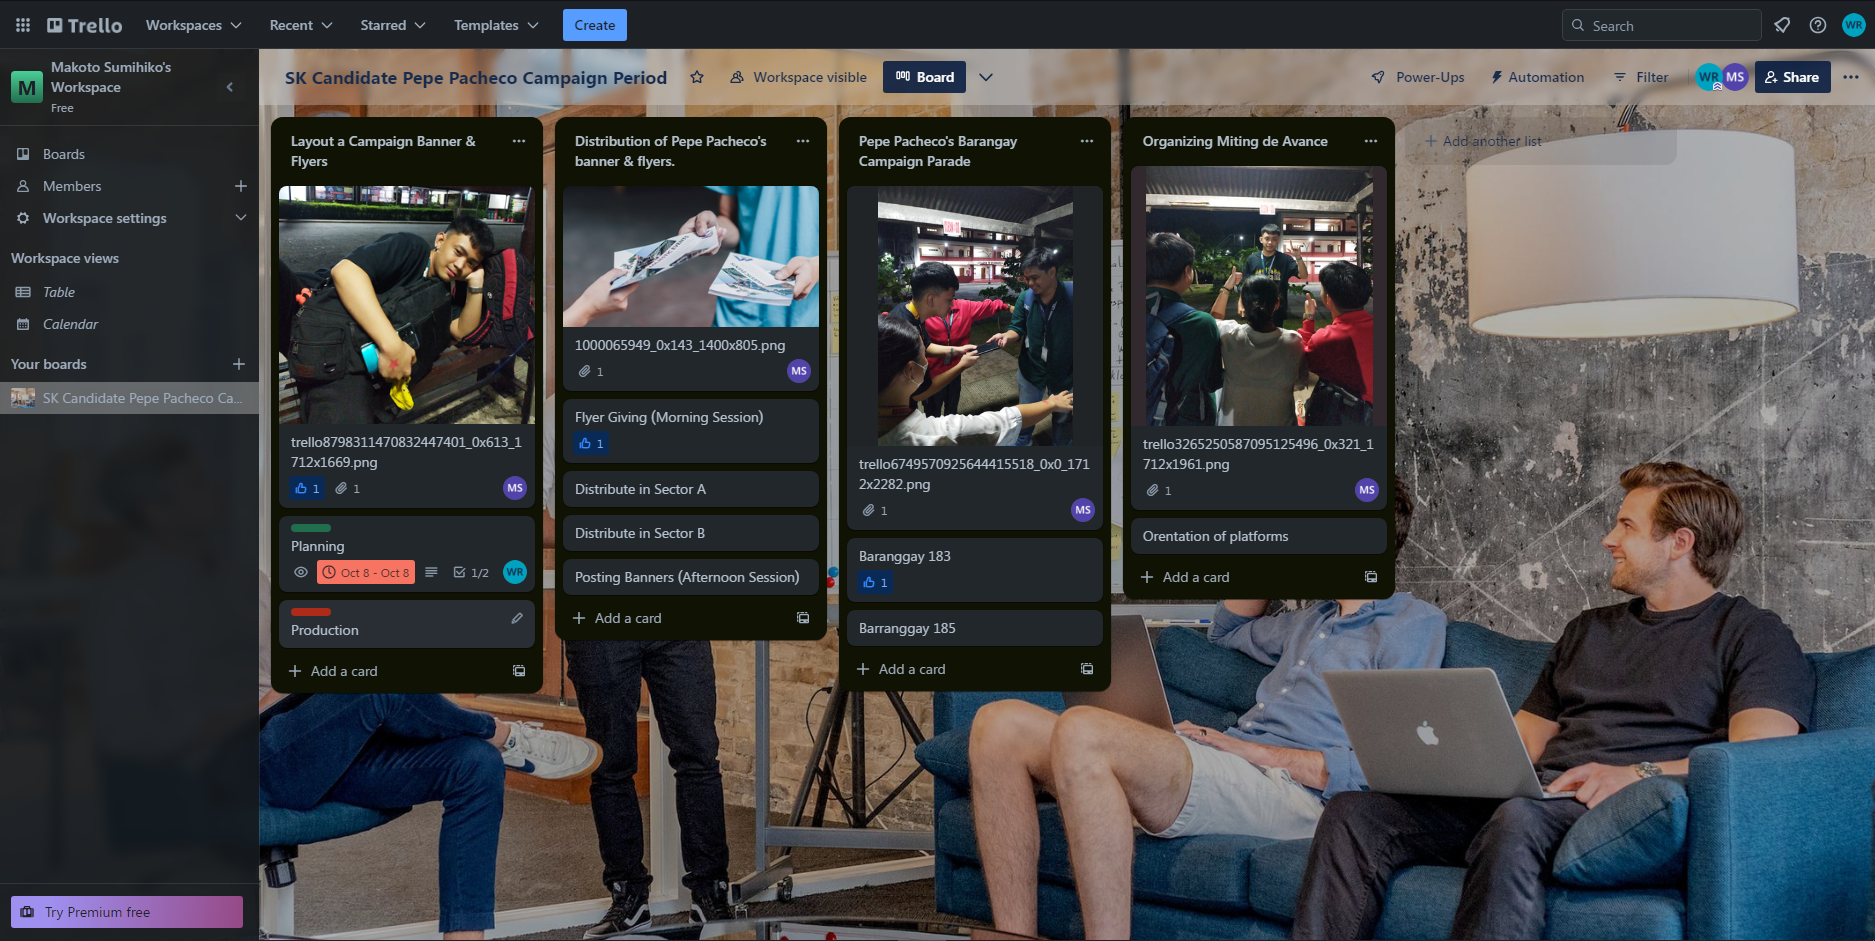 Trello
Workspaces
Recent
Starred
Templates
Create
Search
WR
M
Makoto Sumihiko's
Workspace
Free
SK Candidate Pepe Pacheco Campaign Period
Workspace visible
Board
Power-Ups
Automation
Filter
WR
MS
Share
Boards
Members
Workspace settings
Workspace views
Table
Calendar
Your boards
SK Candidate Pepe Pacheco Ca...
Try Premium free
Layout a Campaign Banner &
Flyers
trello8798311470832447401_0x613_1
712x1669.png
1
1
MS
Planning
Oct 8 - Oct 8
1/2
WR
Production
Add a card
Distribution of Pepe Pacheco's
banner & flyers.
1000065949_0x143_1400x805.png
1
MS
Flyer Giving (Morning Session)
1
Distribute in Sector A
Distribute in Sector B
Posting Banners (Afternoon Session)
Add a card
Pepe Pacheco's Barangay
Campaign Parade
trello6749570925644415518_0x0_171
2x2282.png
1
MS
Baranggay 183
1
Barranggay 185
Add a card
Organizing Miting de Avance
trello3265250587095125496_0x321_1
712x1961.png
1
MS
Orentation of platforms
Add a card
Add another list